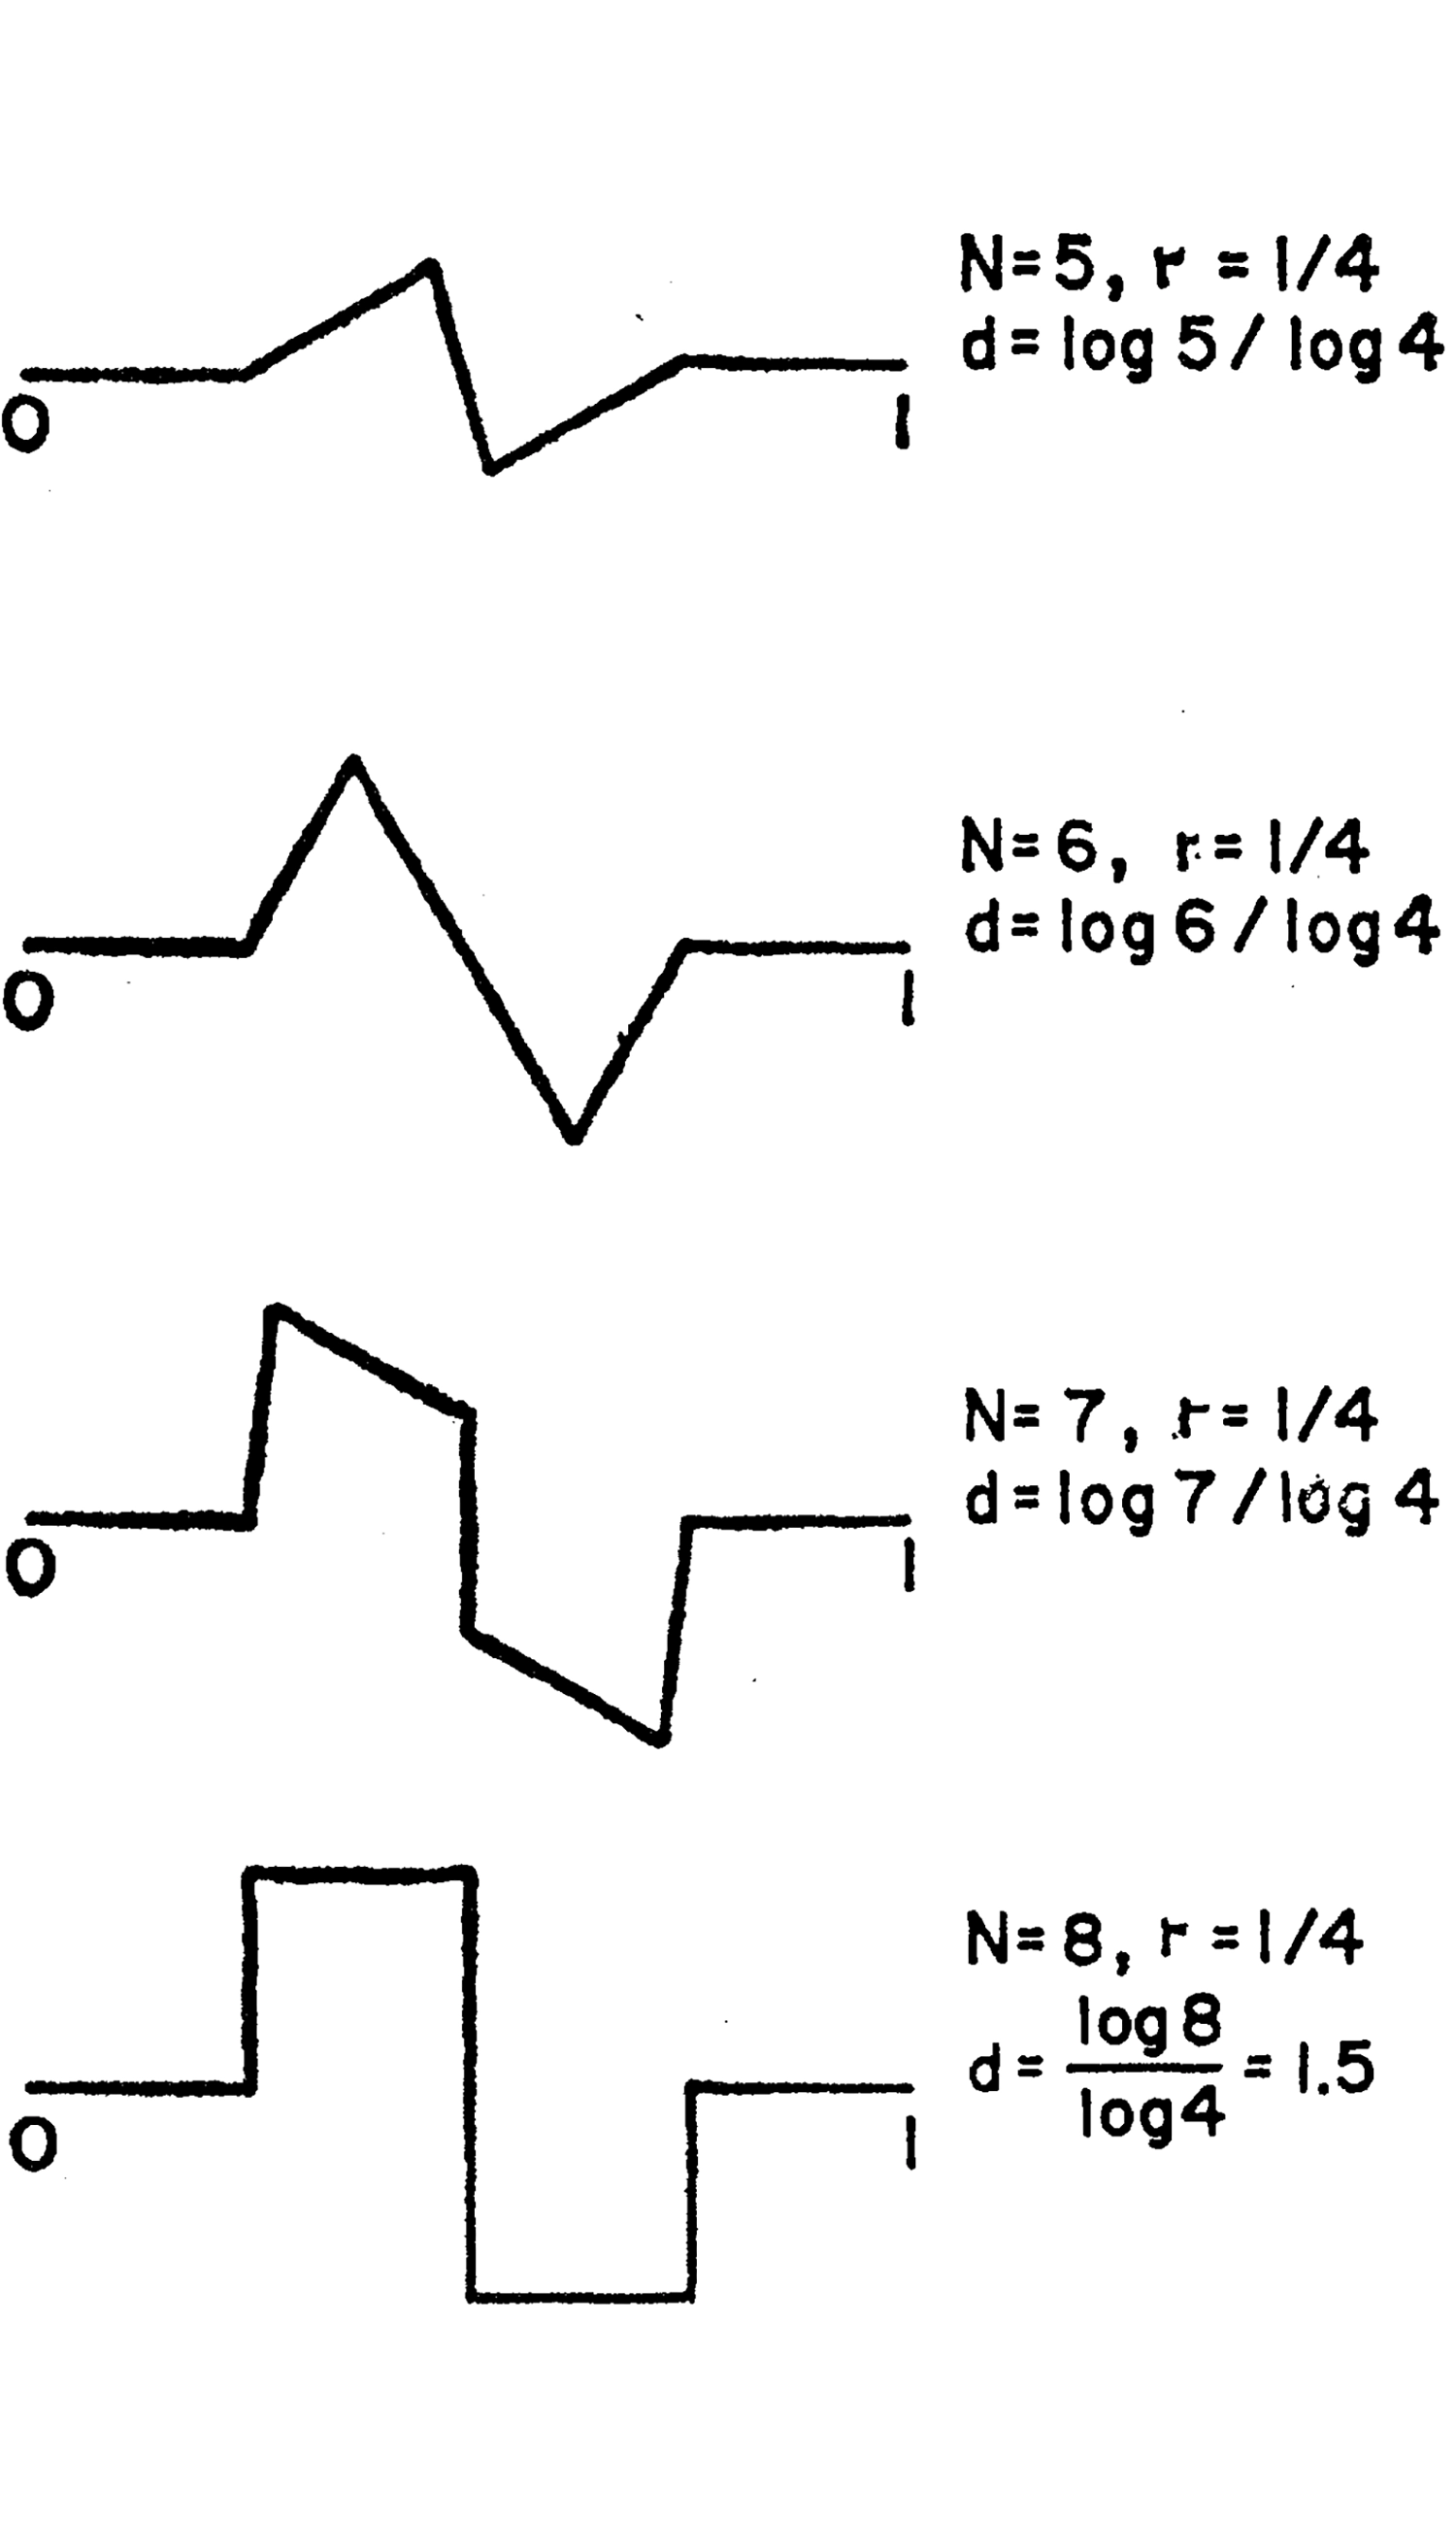 N=5, r = 1/4
d=log 5/ log 4
0 1
N=6, r=1/4
d=log 6/log 4
0 1
N=7, r=1/4
d=log 7/log 4
0 1
N=8, r=1/4
d= log 8 / log 4 = 1.5
0 1